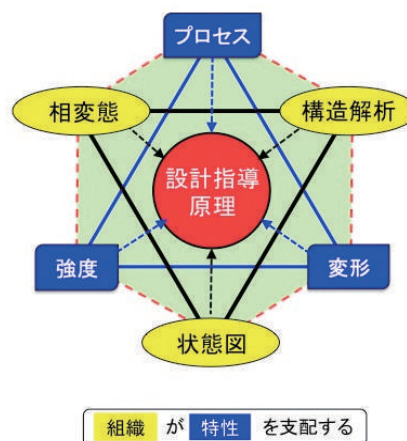 プロセス
相変態
構造解析
設計指導
原理
強度
変形
状態図
組織 が 特性 を支配する